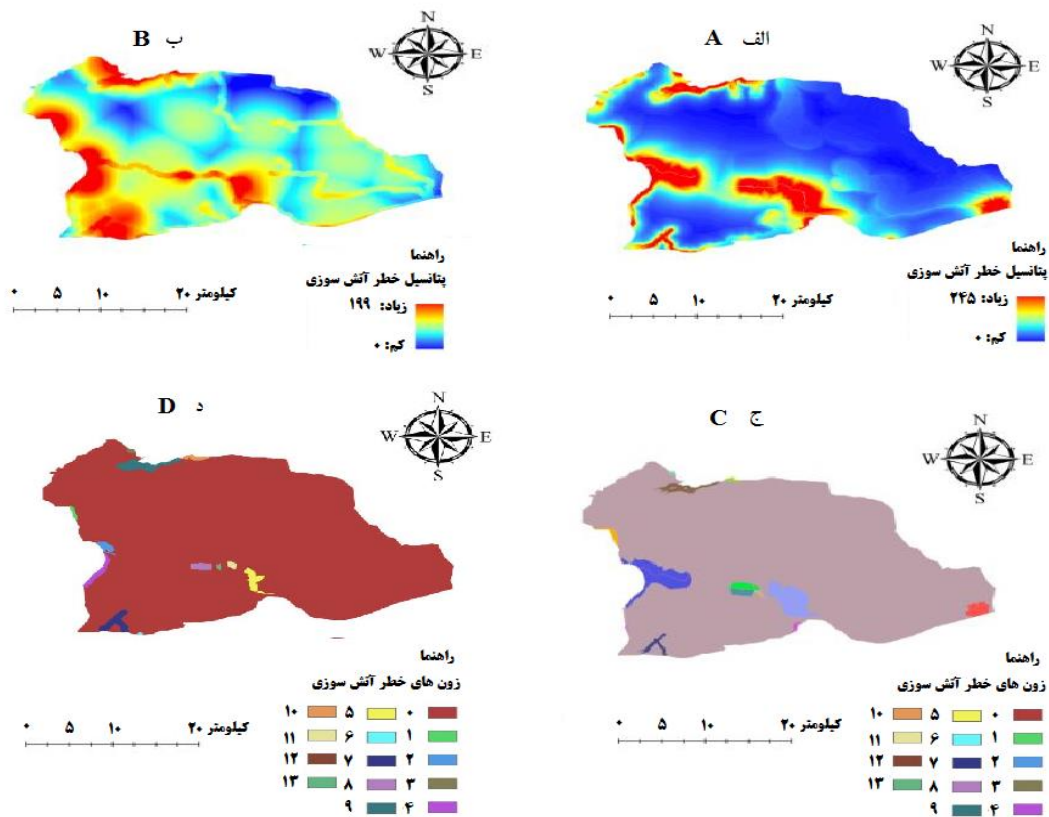 ب B
N
W E
S
راهنما
پتانسیل خطر آتش سوزی
زیاد: ۱۹۹
کم: ۰
۰ ۵ ۱۰ ۲۰ کیلومتر
الف A
N
W E
S
راهنما
پتانسیل خطر آتش سوزی
زیاد: ۲۴۵
کم: ۰
۰ ۵ ۱۰ ۲۰ کیلومتر
د D
N
W E
S
راهنما
زون های خطر آتش سوزی
۰ ۵ ۱۰
۱ ۶ ۱۱
۲ ۷ ۱۲
۳ ۸ ۱۳
۴ ۹
۰ ۵ ۱۰ ۲۰ کیلومتر
ج C
N
W E
S
راهنما
زون های خطر آتش سوزی
۰ ۵ ۱۰
۱ ۶ ۱۱
۲ ۷ ۱۲
۳ ۸ ۱۳
۴ ۹
۰ ۵ ۱۰ ۲۰ کیلومتر